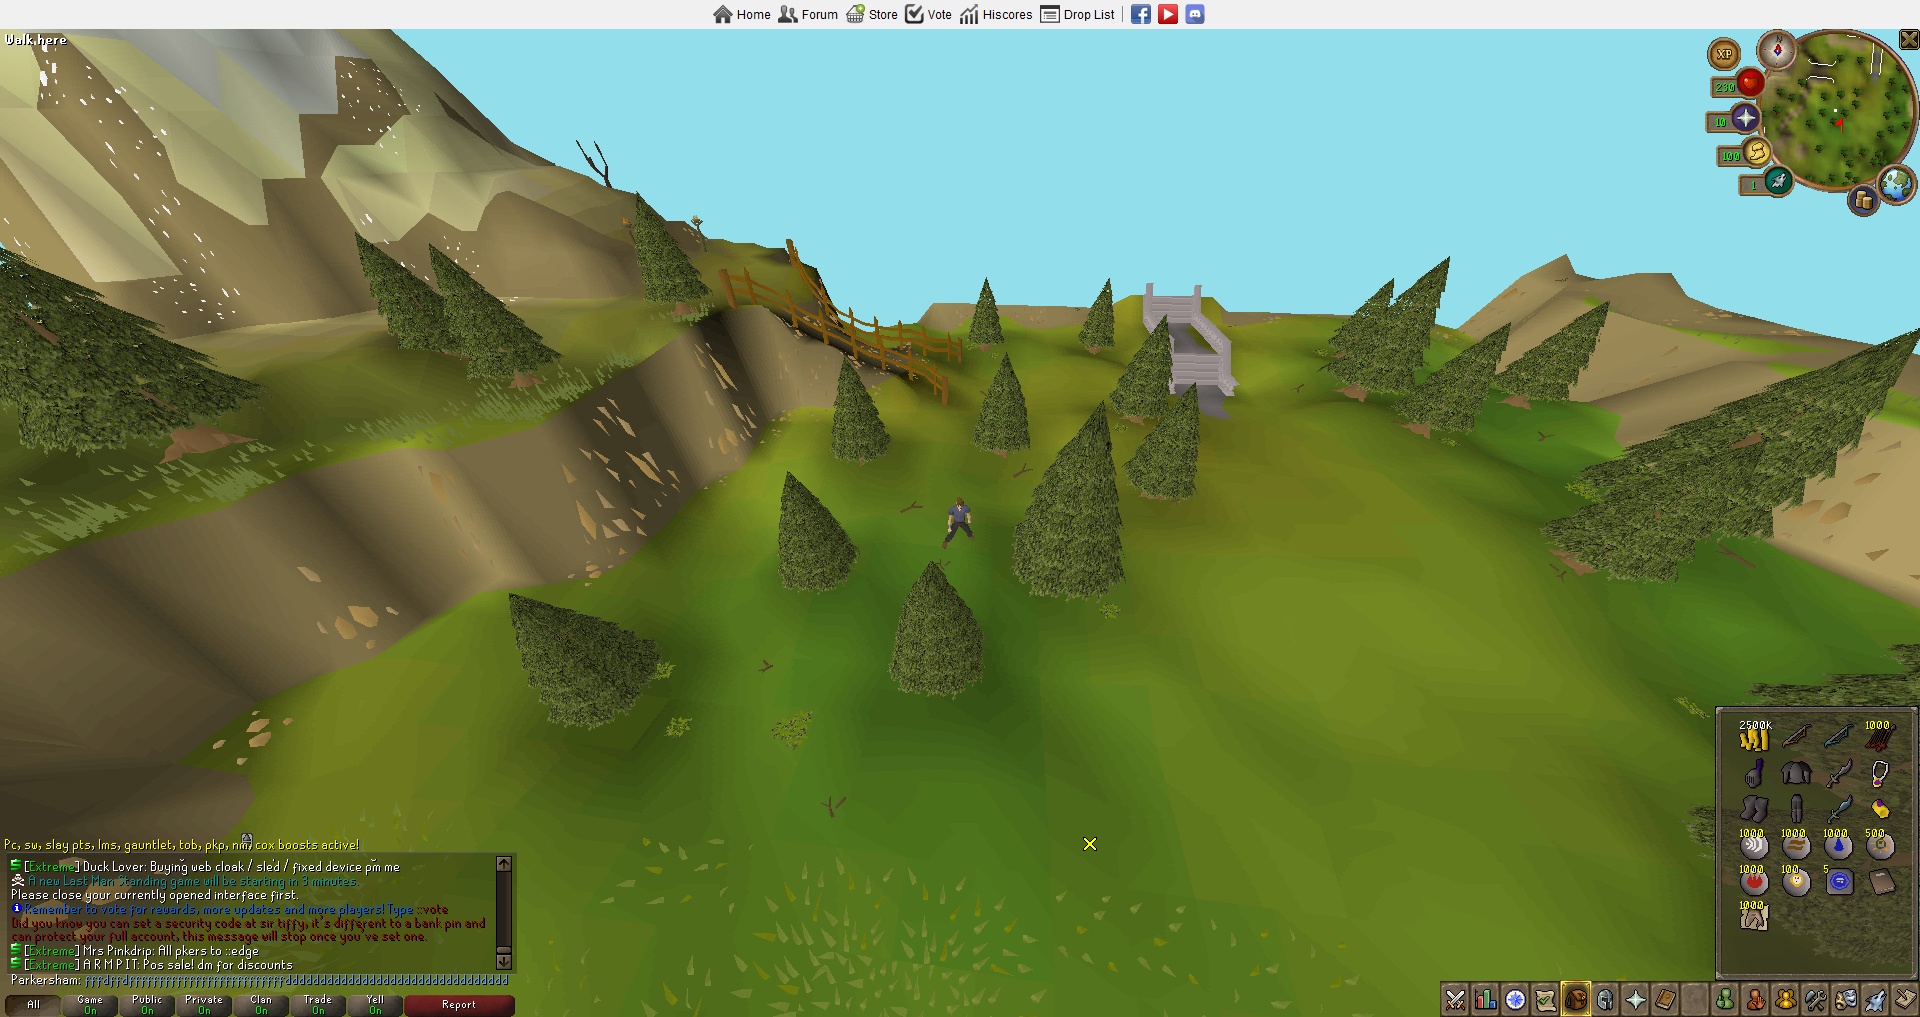 Home Forum Store Vote Hiscores Drop List
Walk here
N
XP
230
10
100
1
2500K 1000
1000 1000 1000 500
1000 100 5
1000
Pc, sw, slay pts, lms, gauntlet, tob, pkp, nm, cox boosts active!
[Extreme] Duck Lover: Buying web cloak / sled / fixed device pm me
A new Last Man Standing game will be starting in 3 minutes.
Please close your currently opened interface first.
Remember to vote for rewards, more updates and more players! Type ::vote
Did you know you can set a security code at sir tiffy, it's different to a bank pin and
can protect your full account, this message will stop once you've set one.
[Extreme] Mrs Pinkdrip: All pkers to ::edge
[Extreme] A R M P I T: Pos sale! dm for discounts
Parkersham:
All Game On Public On Private On Clan On Trade On Yell On Report